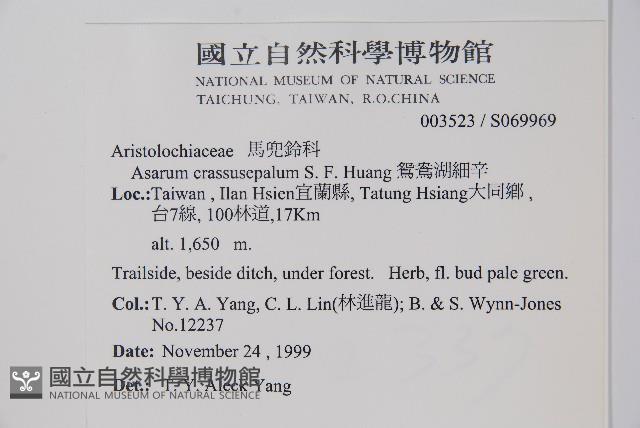 國立自然科學博物館
NATIONAL MUSEUM OF NATURAL SCIENCE
TAICHUNG, TAIWAN, R.O.CHINA
003523 / S069969
Aristolochiaceae 馬兜鈴科
Asarum crassusepalum S. F. Huang 鴛鴦湖細辛
Loc.:Taiwan , Ilan Hsien宜蘭縣, Tatung Hsiang大同鄉 ,
台7線, 100林道,17Km
alt. 1,650 m.
Trailside, beside ditch, under forest. Herb, fl. bud pale green.
Col.: T. Y. A. Yang, C. L. Lin(林進龍); B. & S. Wynn-Jones
No.12237
Date: November 24 , 1999
Det.: T. Y. Aleck Yang
國立自然科學博物館
NATIONAL MUSEUM OF NATURAL SCIENCE